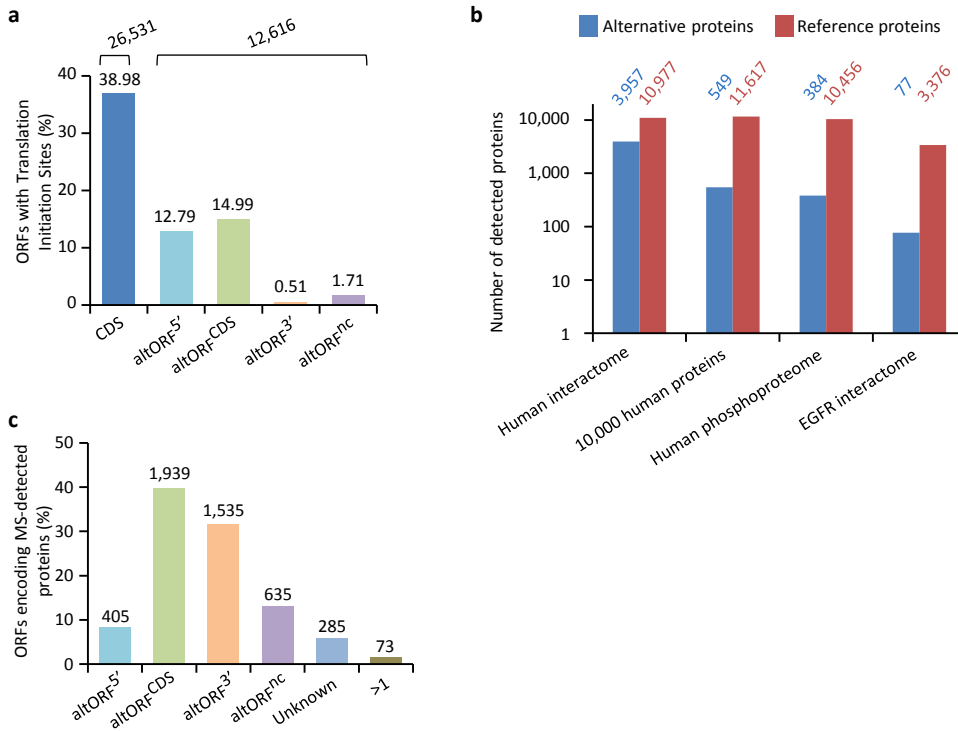 a
26,531
12,616
ORFs with Translation
Initiation Sites (%)
40
30
20
10
0
38.98
12.79
14.99
0.51
1.71
CDS
altORF5′
altORFCDS
altORF3′
altORFnc
b
Alternative proteins
Reference proteins
Number of detected proteins
10,000
1,000
100
10
1
3,957
10,977
549
11,617
384
10,456
77
3,376
Human interactome
10,000 human proteins
Human phosphoproteome
EGFR interactome
c
ORFs encoding MS-detected
proteins (%)
50
40
30
20
10
0
405
1,939
1,535
635
285
73
altORF5′
altORFCDS
altORF3′
altORFnc
Unknown
>1